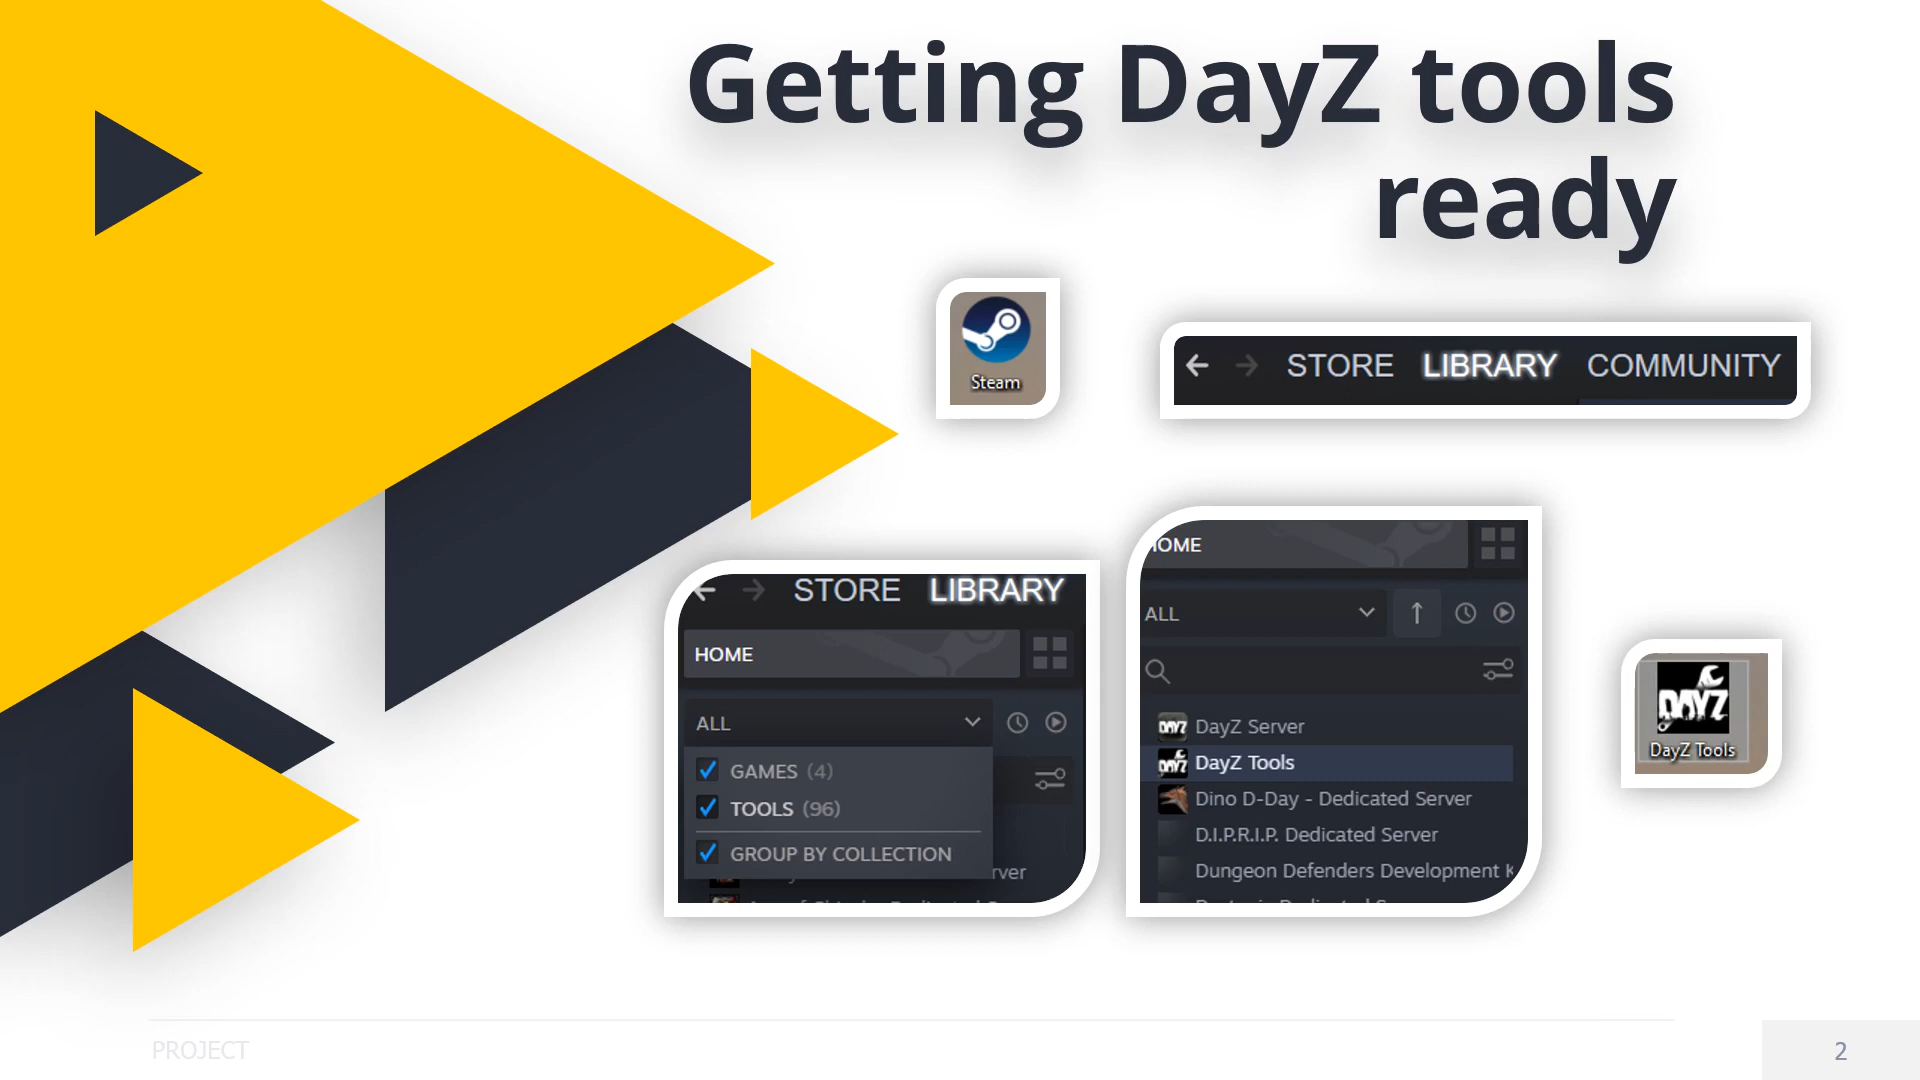 Getting DayZ tools
ready
Steam
STORE LIBRARY COMMUNITY
STORE LIBRARY
HOME
ALL
GAMES (4)
TOOLS (96)
GROUP BY COLLECTION
HOME
ALL
DayZ Server
DayZ Tools
Dino D-Day - Dedicated Server
D.I.P.R.I.P. Dedicated Server
Dungeon Defenders Development
DAYZ
DayZ Tools
PROJECT
2